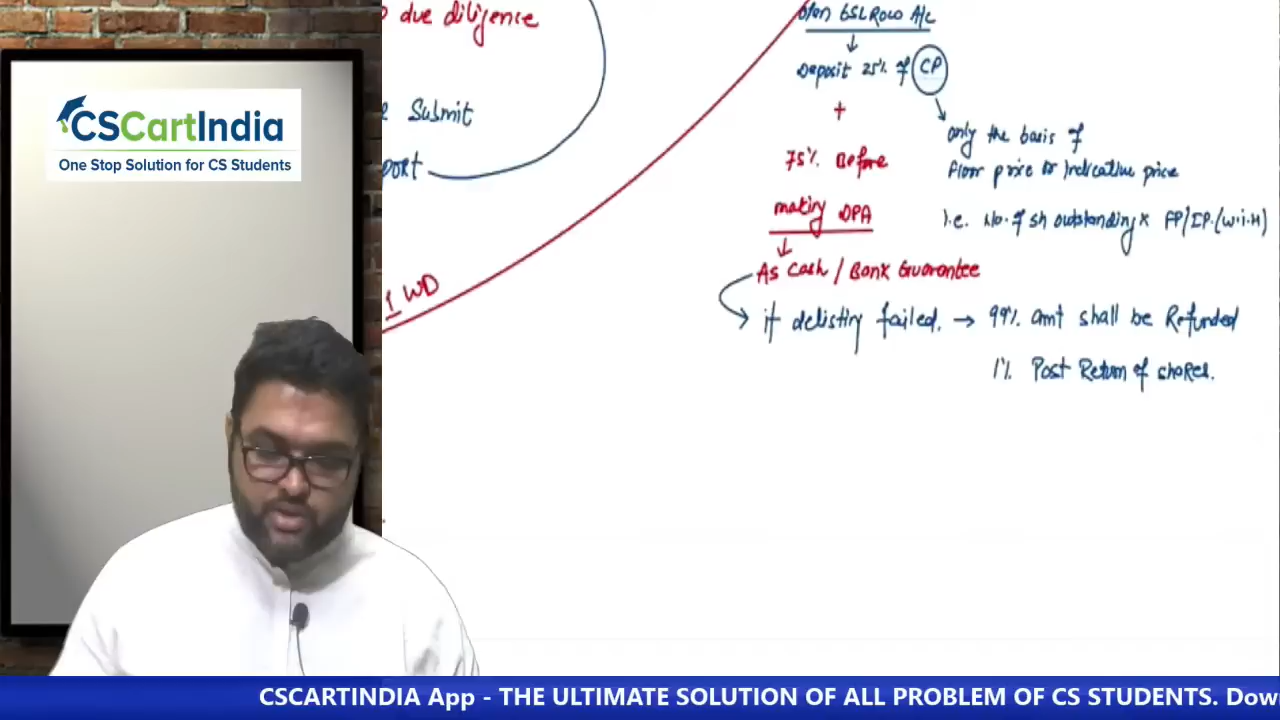 CSCartIndia
One Stop Solution for CS Students
due diligence
Submit
1 WD
open ESCROW A/C
Deposit 25% of CP
+
75% Before
making DPA
As Cash / Bank Guarantee
only the basis of
floor price or Indicative price
i.e. No. of sh outstanding x FP/IP. (w.i.H)
if delisting failed. → 99% amt shall be Refunded
1% Post Return of shares.
CSCARTINDIA App - THE ULTIMATE SOLUTION OF ALL PROBLEM OF CS STUDENTS. Dow